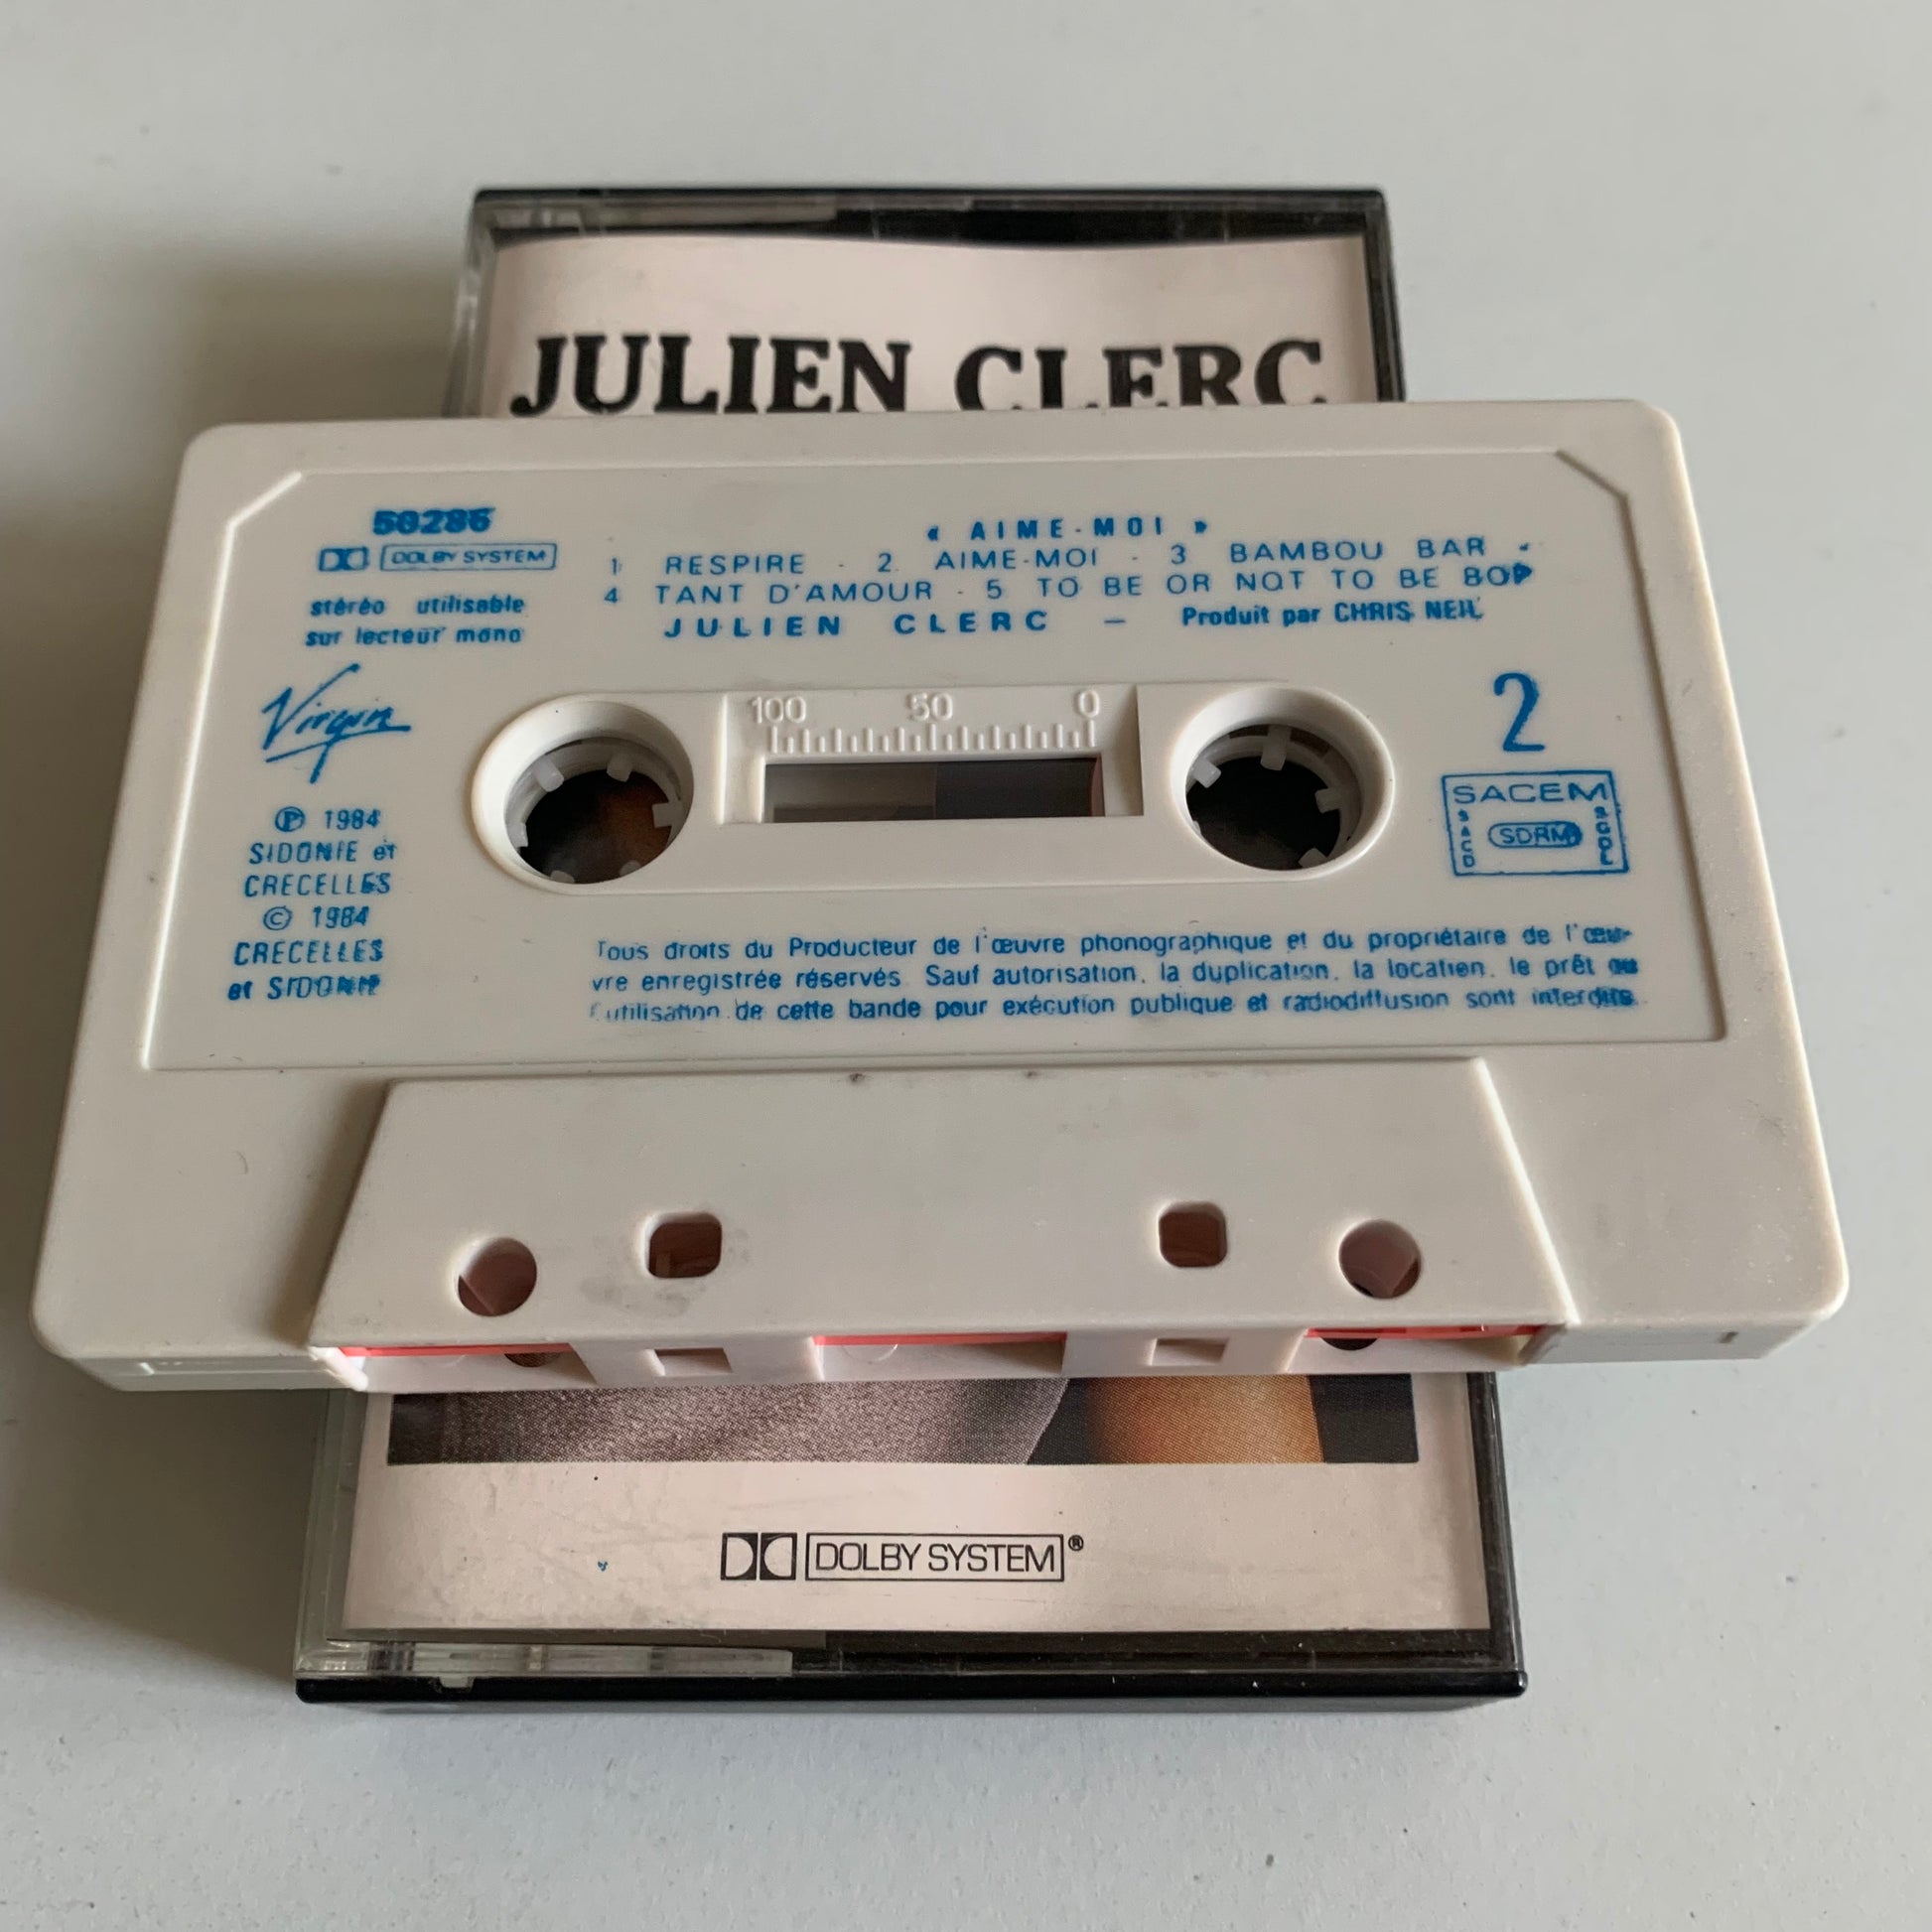 JULIEN CLERC
50286
DOLBY SYSTEM
stéréo utilisable
sur lecteur mono
« AIME-MOI »
1 RESPIRE - 2. AIME-MOI - 3 BAMBOU BAR -
4 TANT D'AMOUR - 5 TO BE OR NOT TO BE BOP
JULIEN CLERC — Produit par CHRIS NEIL
Virgin
100 50 0
2
SACEM
SACD SDRM SGDL
℗ 1984
SIDONIE et
CRECELLES
© 1984
CRECELLES
et SIDONIE
Tous droits du Producteur de l'œuvre phonographique et du propriétaire de l'œu-
vre enregistrée réservés. Sauf autorisation, la duplication, la location, le prêt ou
l'utilisation de cette bande pour exécution publique et radiodiffusion sont interdits.
DOLBY SYSTEM®